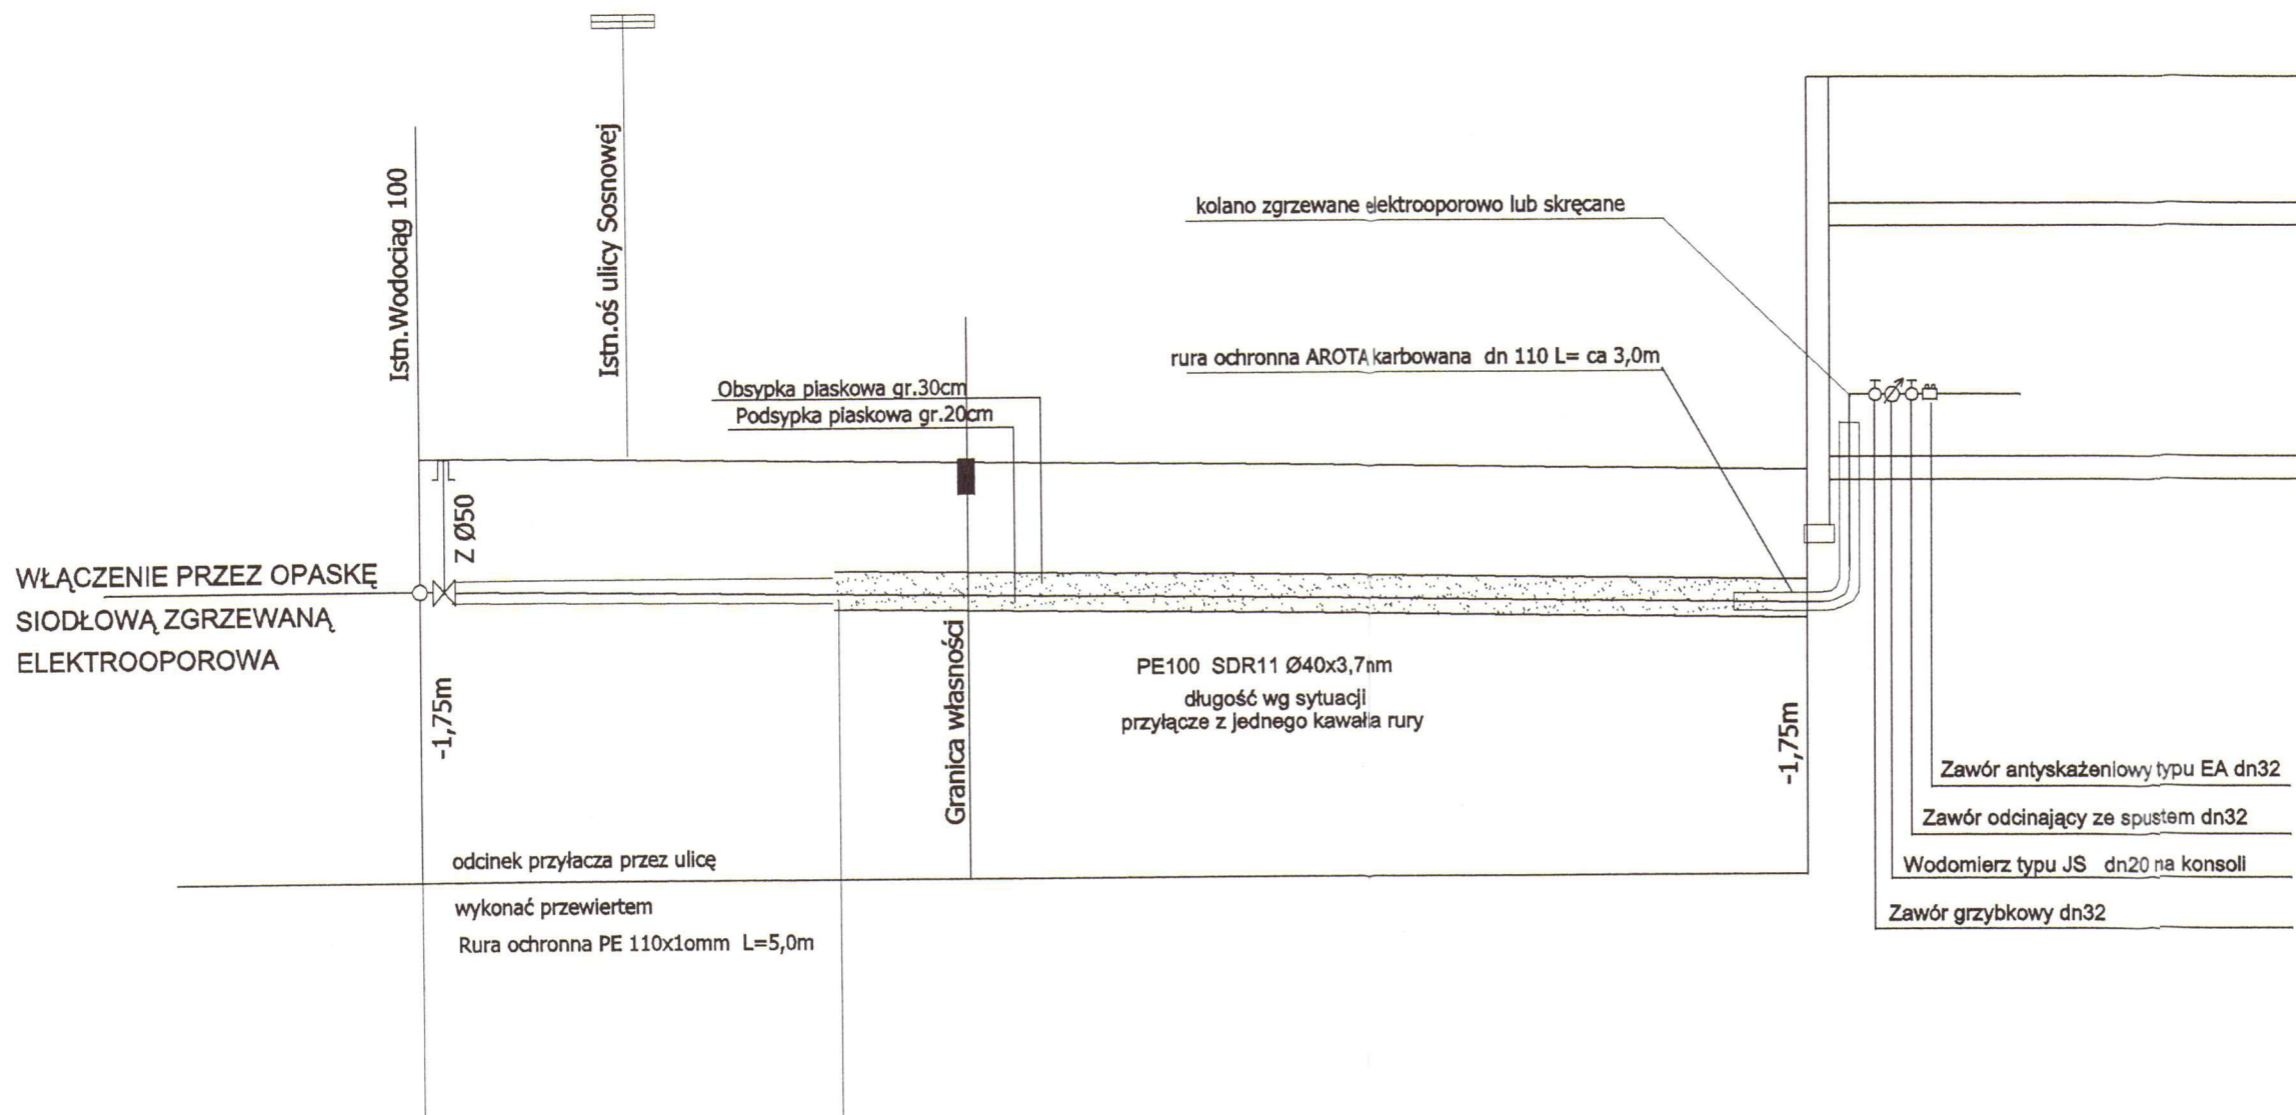 Istn.Wodociąg 100
Istn.oś ulicy Sosnowej
kolano zgrzewane elektrooporowo lub skręcane
rura ochronna AROTA karbowana dn 110 L= ca 3,0m
Obsypka piaskowa gr.30cm
Podsypka piaskowa gr.20cm
Z Ø50
WŁĄCZENIE PRZEZ OPASKĘ
SIODŁOWĄ ZGRZEWANĄ
ELEKTROOPOROWA
-1,75m
Granica własności
PE100 SDR11 Ø40x3,7nm
długość wg sytuacji
przyłącze z jednego kawała rury
-1,75m
Zawór antyskażeniowy typu EA dn32
Zawór odcinający ze spustem dn32
Wodomierz typu JS dn20 na konsoli
Zawór grzybkowy dn32
odcinek przyłacza przez ulicę
wykonać przewiertem
Rura ochronna PE 110x1omm L=5,0m